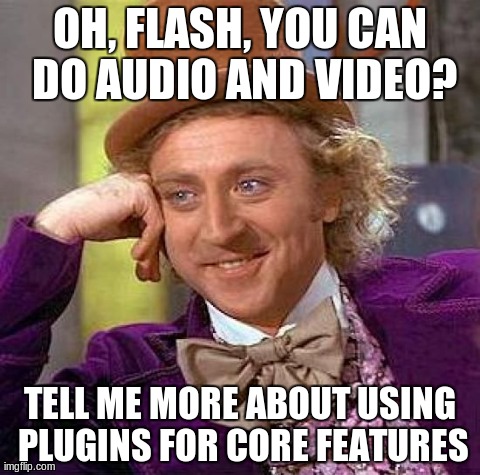 OH, FLASH, YOU CAN
DO AUDIO AND VIDEO?
TELL ME MORE ABOUT USING
PLUGINS FOR CORE FEATURES
imgflip.com